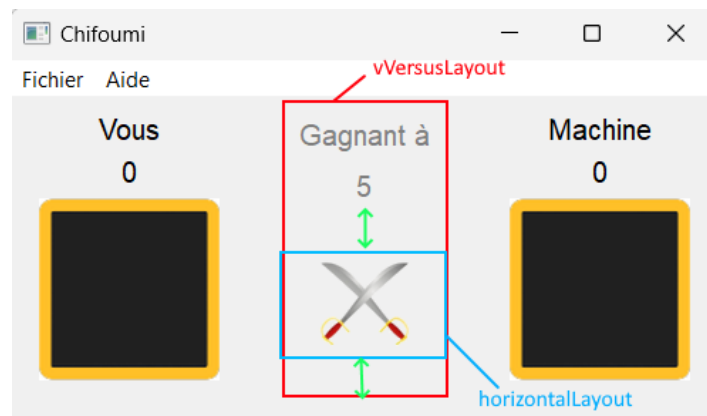 Chifoumi
Fichier Aide
vVersusLayout
Vous
Gagnant à
Machine
0
5
0
horizontalLayout